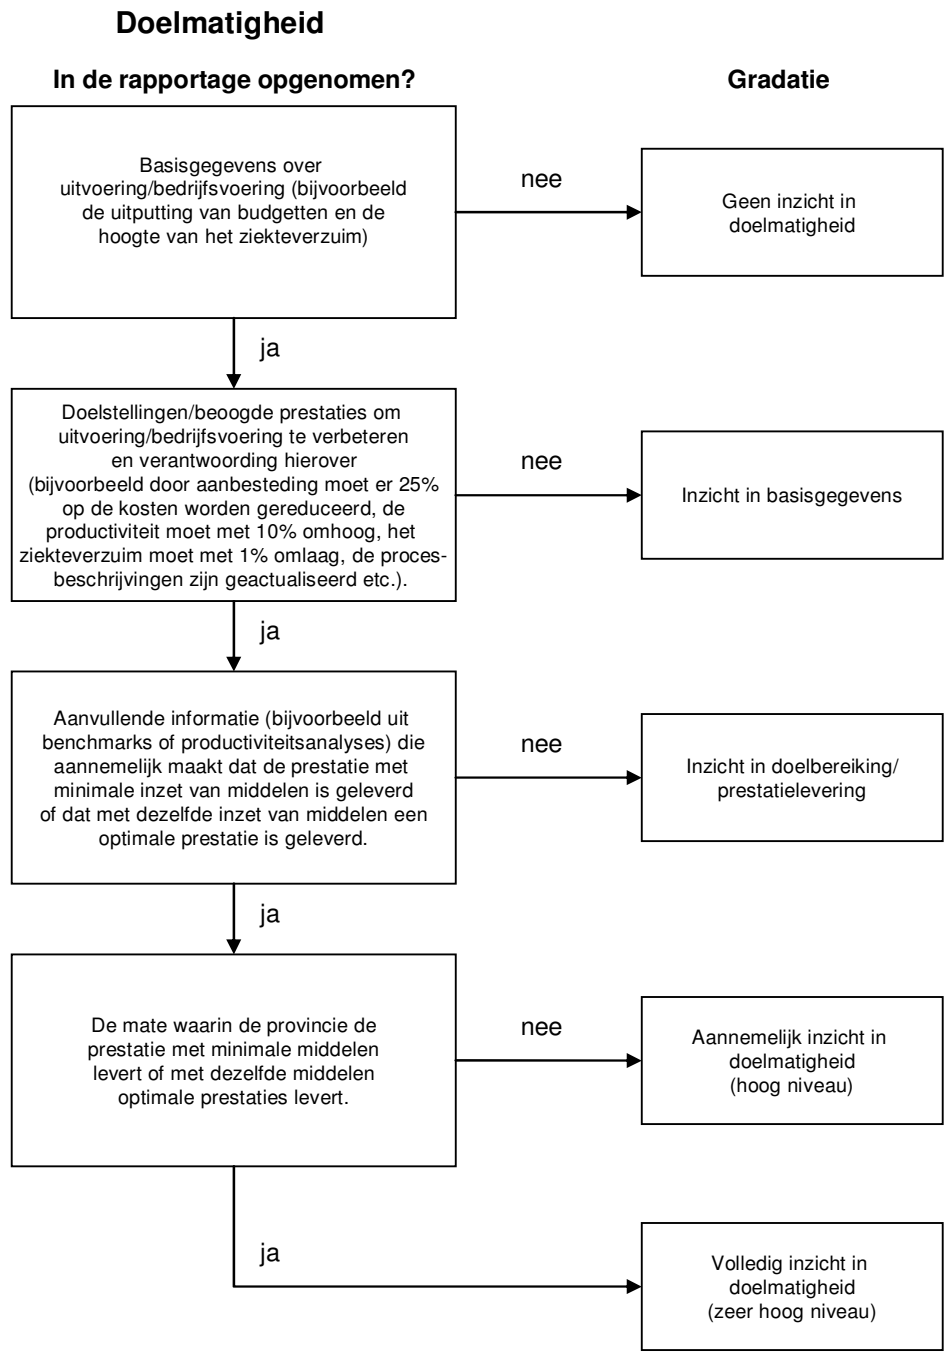 Doelmatigheid
In de rapportage opgenomen?
Gradatie
Basisgegevens over
uitvoering/bedrijfsvoering (bijvoorbeeld
de uitputting van budgetten en de
hoogte van het ziekteverzuim)
nee
Geen inzicht in
doelmatigheid
ja
Doelstellingen/beoogde prestaties om
uitvoering/bedrijfsvoering te verbeteren
en verantwoording hierover
(bijvoorbeeld door aanbesteding moet er 25%
op de kosten worden gereduceerd, de
productiviteit moet met 10% omhoog, het
ziekteverzuim moet met 1% omlaag, de proces-
beschrijvingen zijn geactualiseerd etc.).
nee
Inzicht in basisgegevens
ja
Aanvullende informatie (bijvoorbeeld uit
benchmarks of productiviteitsanalyses) die
aannemelijk maakt dat de prestatie met
minimale inzet van middelen is geleverd
of dat met dezelfde inzet van middelen een
optimale prestatie is geleverd.
nee
Inzicht in doelbereiking/
prestatielevering
ja
De mate waarin de provincie de
prestatie met minimale middelen
levert of met dezelfde middelen
optimale prestaties levert.
nee
Aannemelijk inzicht in
doelmatigheid
(hoog niveau)
ja
Volledig inzicht in
doelmatigheid
(zeer hoog niveau)